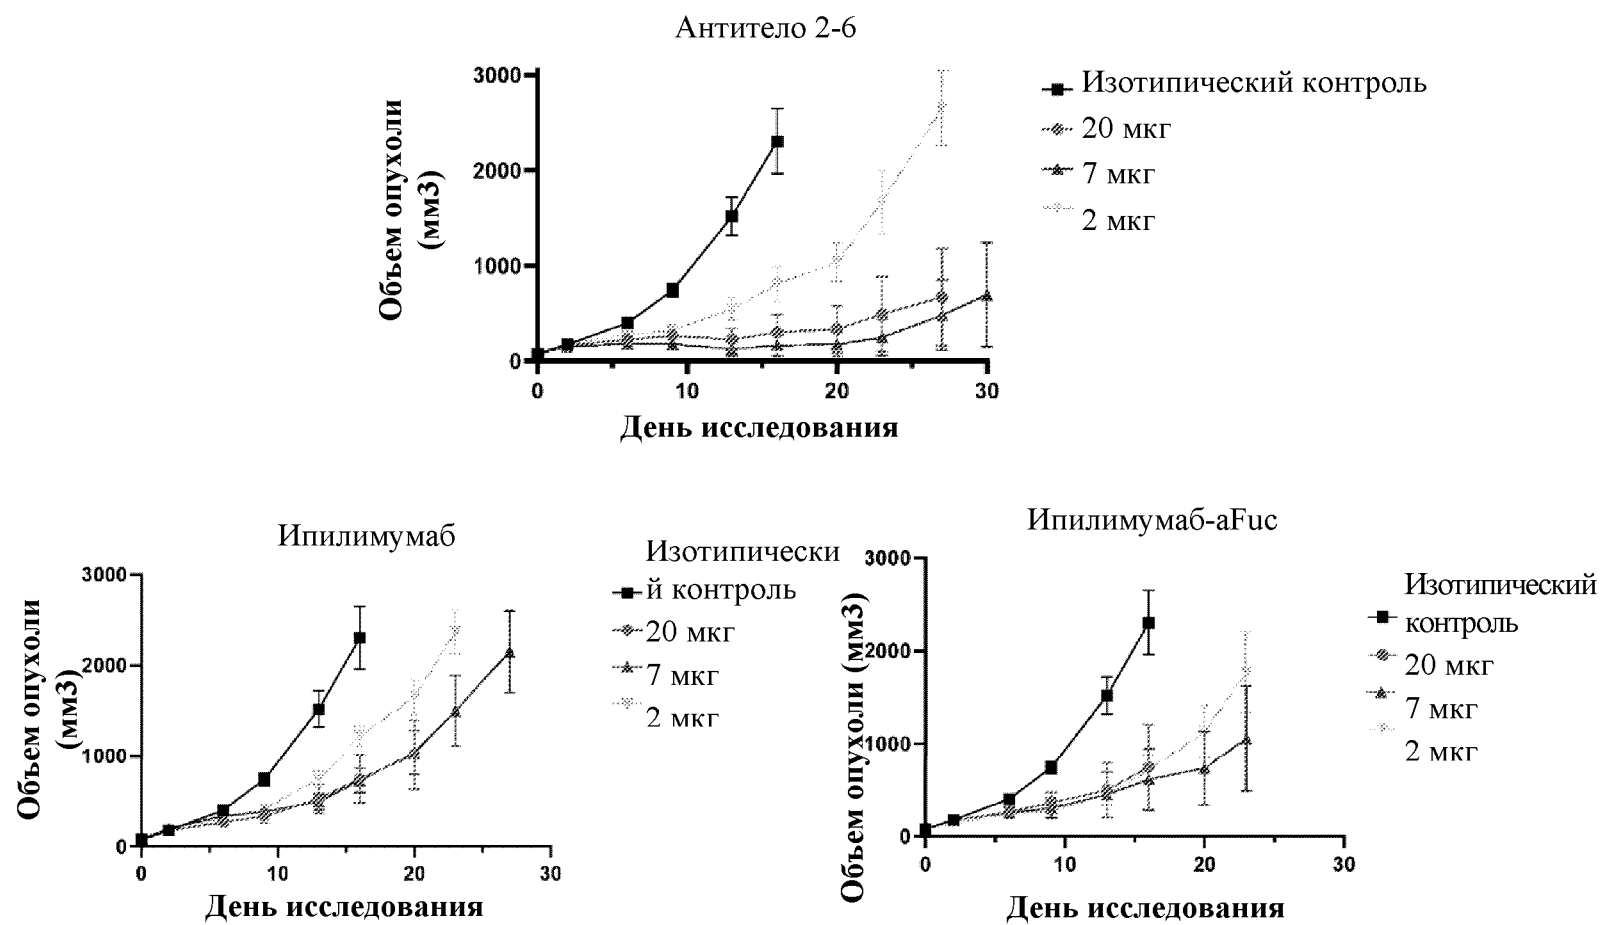 Антитело 2-6
3000
2000
1000
0
0 10 20 30
Объем опухоли
(мм3)
День исследования
Изотипический контроль
20 мкг
7 мкг
2 мкг
Ипилимумаб
3000
2000
1000
0
0 10 20 30
Объем опухоли
(мм3)
День исследования
Изотипически
й контроль
20 мкг
7 мкг
2 мкг
Ипилимумаб-aFuc
3000
2000
1000
0
0 10 20 30
Объем опухоли (мм3)
День исследования
Изотипический
контроль
20 мкг
7 мкг
2 мкг